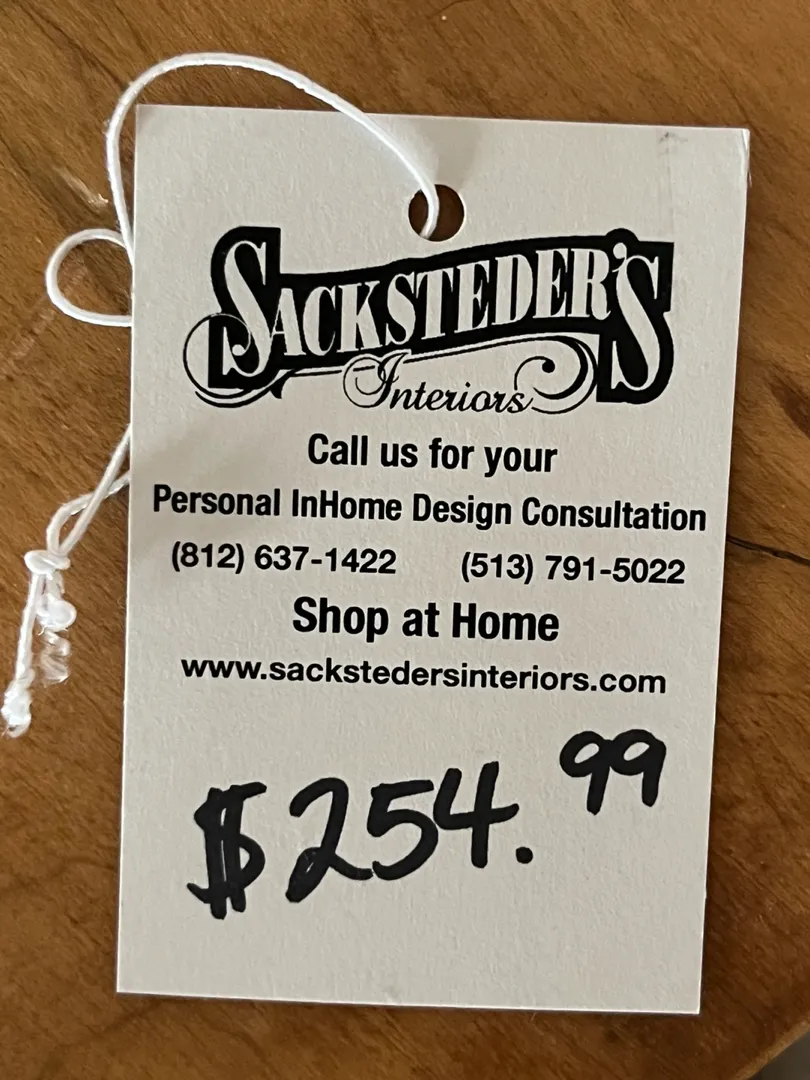 SACKSTEDER'S
Interiors
Call us for your
Personal InHome Design Consultation
(812) 637-1422 (513) 791-5022
Shop at Home
www.sackstedersinteriors.com
$254.99